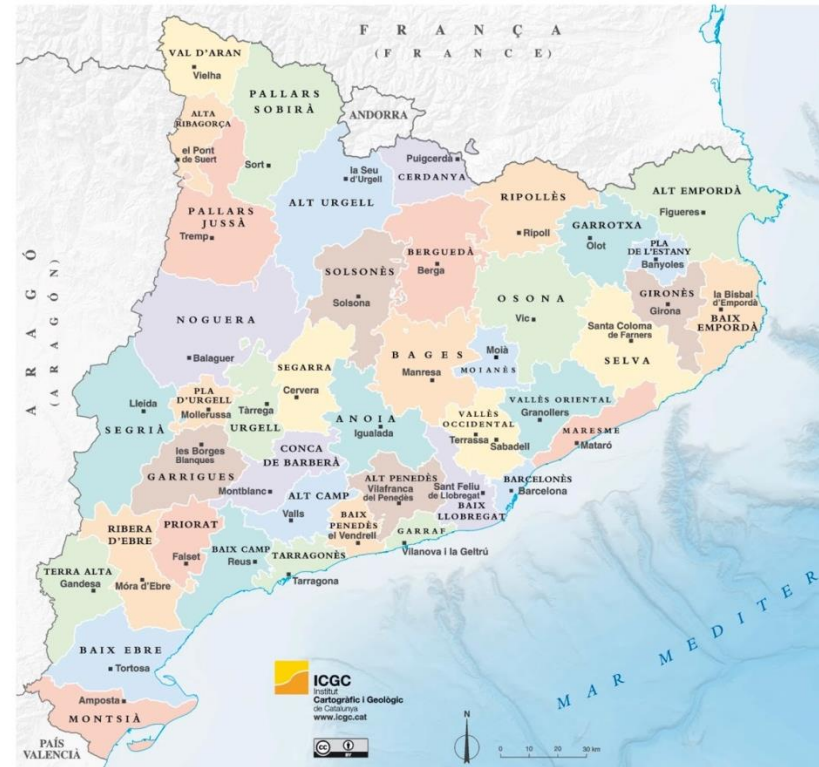 FRANÇA
(FRANCE)
VAL D'ARAN
Vielha
PALLARS
SOBIRÀ
ANDORRA
ALTA
RIBAGORÇA
el Pont
de Suert
Sort
la Seu
d'Urgell
ALT URGELL
Puigcerdà
CERDANYA
RIPOLLÈS
Ripoll
ALT EMPORDÀ
Figueres
GARROTXA
Olot
PLA
DE L'ESTANY
Banyoles
PALLARS
JUSSÀ
Tremp
BERGUEDÀ
Berga
SOLSONÈS
Solsona
OSONA
Vic
GIRONÈS
Girona
la Bisbal
d'Empordà
BAIX
EMPORDÀ
Santa Coloma
de Farners
SELVA
ARAGÓ
(ARAGÓN)
NOGUERA
Balaguer
SEGARRA
Cervera
BAGES
Manresa
Moià
MOIANÈS
VALLÈS ORIENTAL
Granollers
PLA
D'URGELL
Mollerussa
Lleida
SEGRIÀ
Tàrrega
URGELL
ANOIA
Igualada
VALLÈS
OCCIDENTAL
Terrassa
Sabadell
MARESME
Mataró
les Borges
Blanques
GARRIGUES
CONCA
DE BARBERÀ
Montblanc
ALT PENEDÈS
Vilafranca
del Penedès
Sant Feliu
de Llobregat
BAIX
LLOBREGAT
BARCELONÈS
Barcelona
ALT CAMP
Valls
BAIX
PENEDÈS
el Vendrell
GARRAF
Vilanova i la Geltrú
RIBERA
D'EBRE
Móra d'Ebre
PRIORAT
Falset
BAIX CAMP
Reus
TARRAGONÈS
Tarragona
TERRA ALTA
Gandesa
BAIX EBRE
Tortosa
Amposta
MONTSIÀ
PAÍS
VALENCIÀ
MAR MEDITER
ICGC
Institut
Cartogràfic i Geològic
de Catalunya
www.icgc.cat
cc
BY
N
0 10 20 30 km